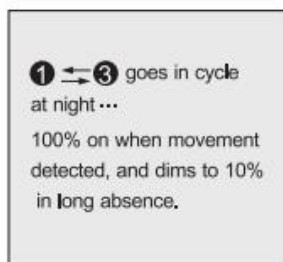 ❶ ⇌ ❸ goes in cycle
at night ···
100% on when movement
detected, and dims to 10%
in long absence.